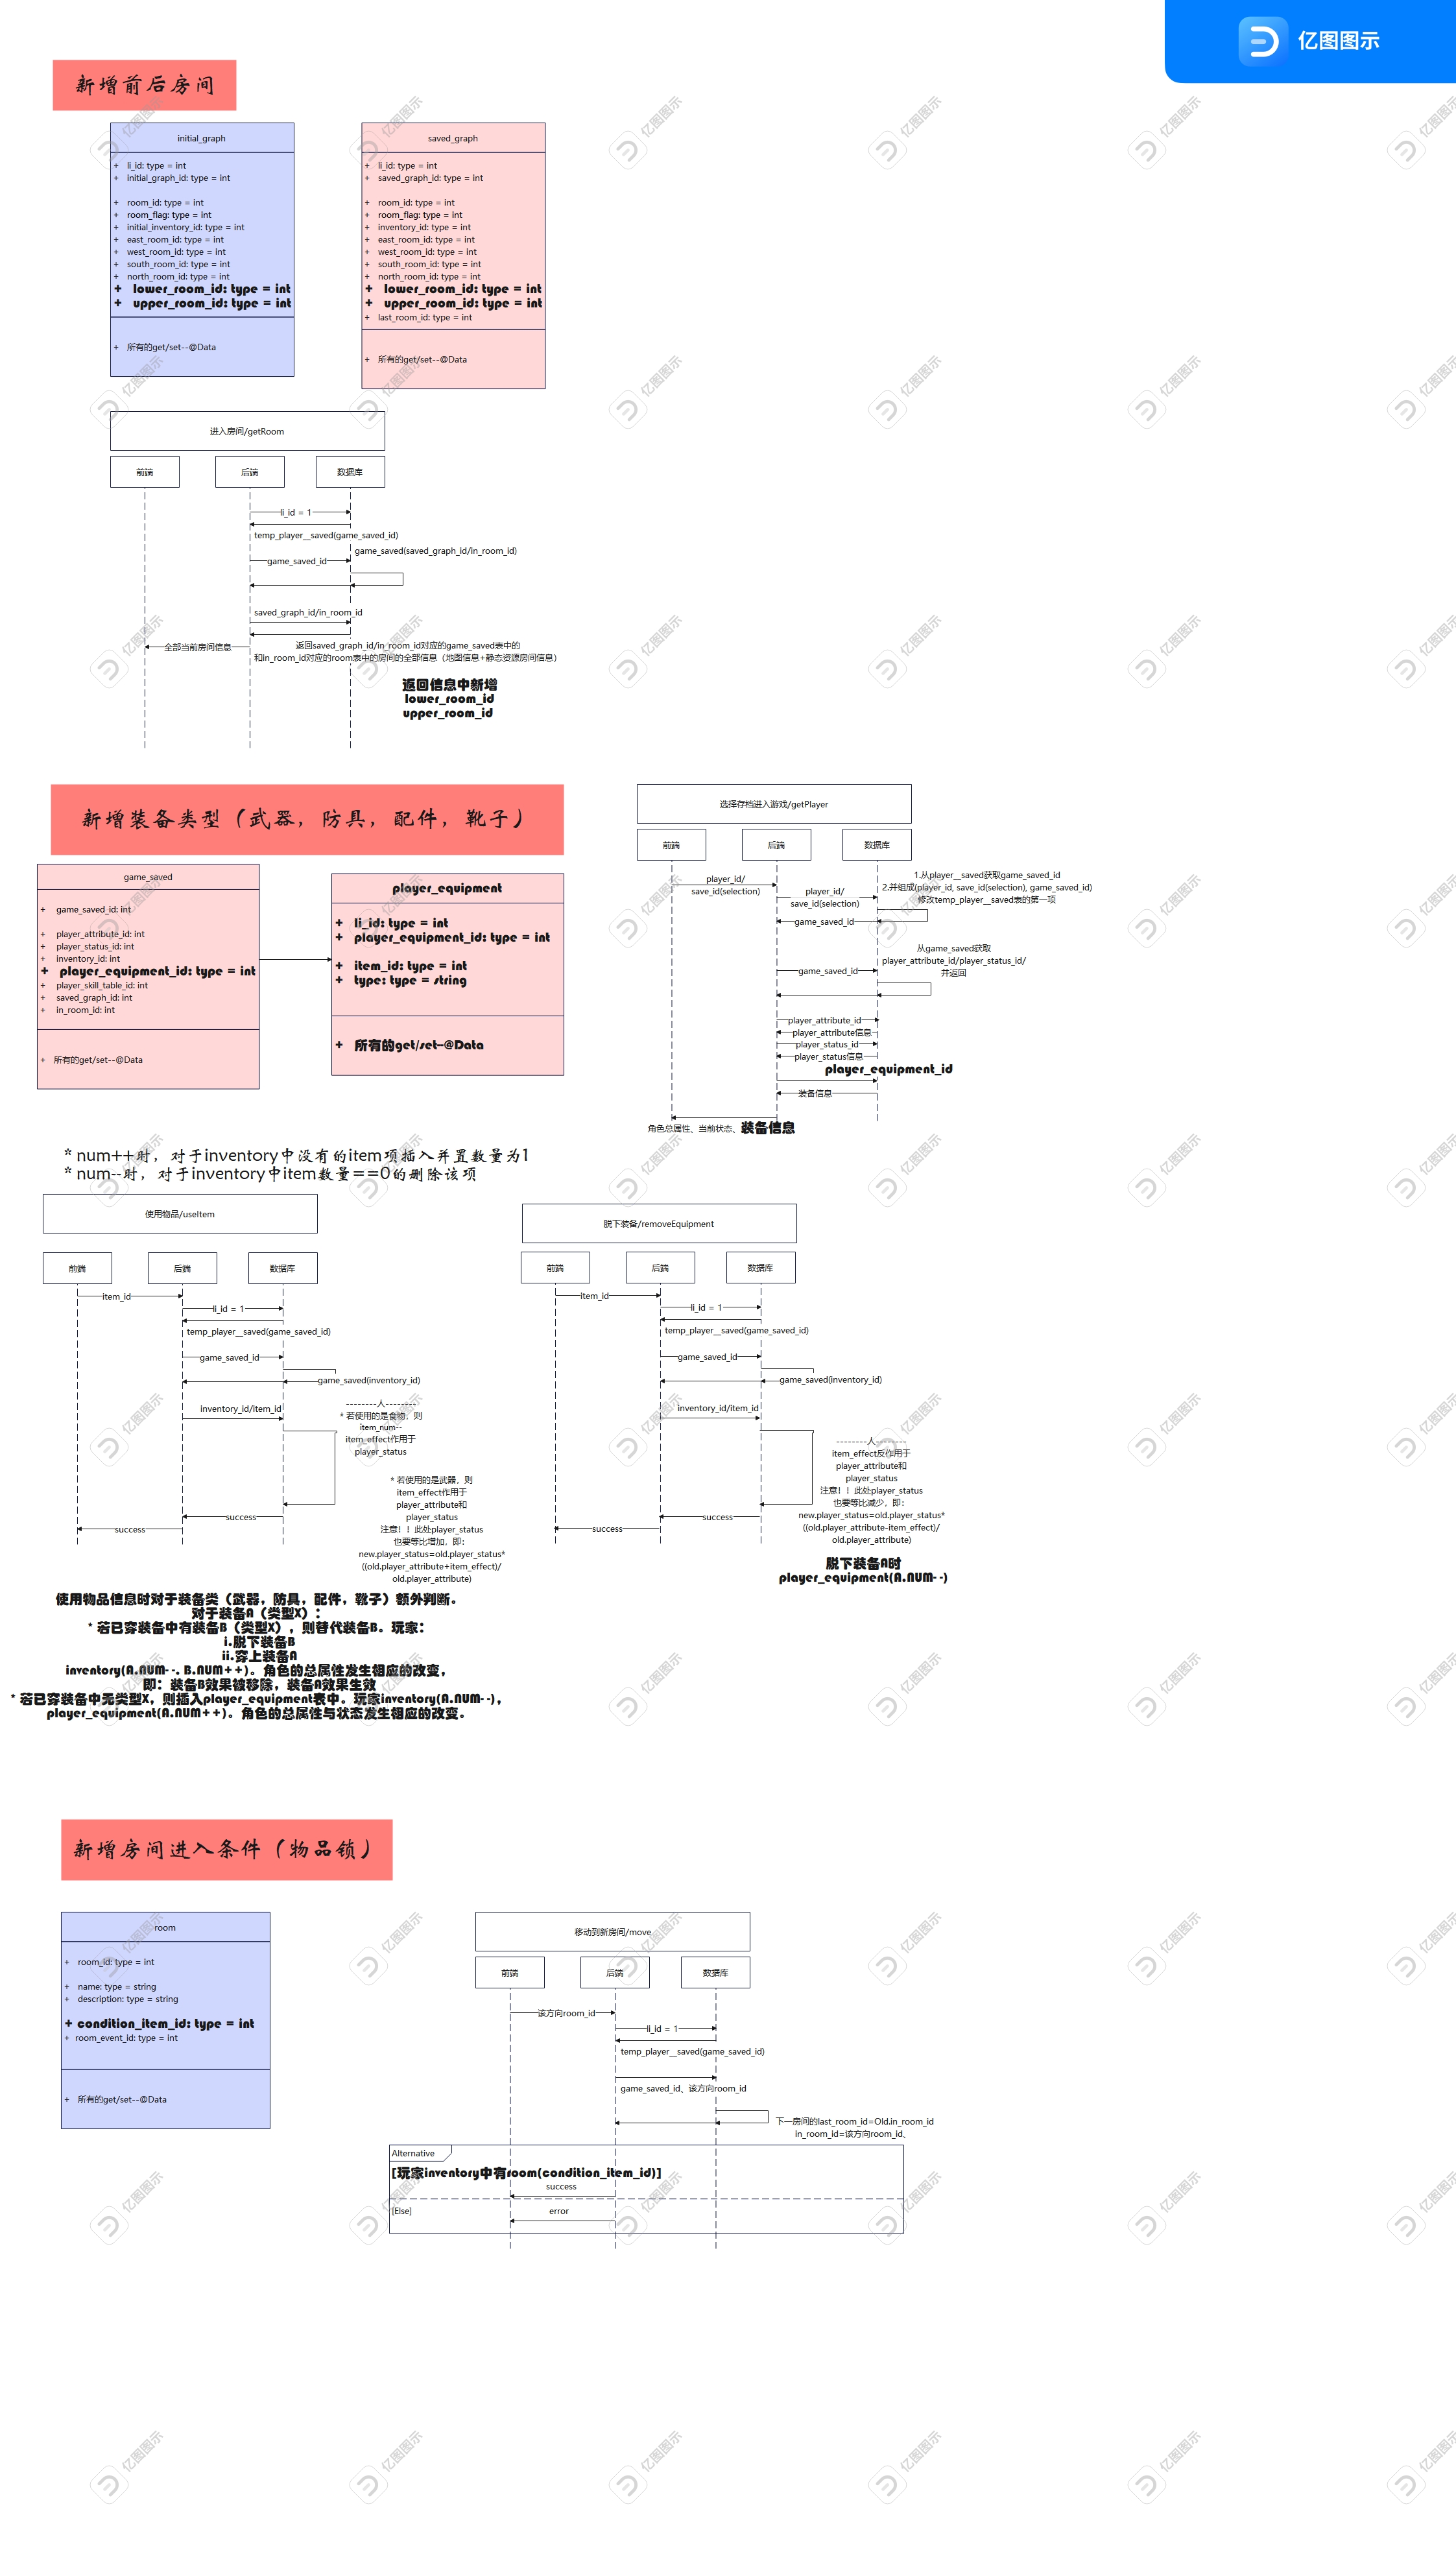 亿图图示
新增前后房间
initial_graph
+ li_id: type = int
+ initial_graph_id: type = int
+ room_id: type = int
+ room_flag: type = int
+ initial_inventory_id: type = int
+ east_room_id: type = int
+ west_room_id: type = int
+ south_room_id: type = int
+ north_room_id: type = int
+ lower_room_id: type = int
+ upper_room_id: type = int
+ 所有的get/set--@Data
saved_graph
+ li_id: type = int
+ saved_graph_id: type = int
+ room_id: type = int
+ room_flag: type = int
+ inventory_id: type = int
+ east_room_id: type = int
+ west_room_id: type = int
+ south_room_id: type = int
+ north_room_id: type = int
+ lower_room_id: type = int
+ upper_room_id: type = int
+ last_room_id: type = int
+ 所有的get/set--@Data
进入房间/getRoom
前端
后端
数据库
li_id = 1
temp_player__saved(game_saved_id)
game_saved(saved_graph_id/in_room_id)
game_saved_id
saved_graph_id/in_room_id
全部当前房间信息
返回saved_graph_id/in_room_id对应的game_saved表中的
和in_room_id对应的room表中的房间的全部信息（地图信息+静态资源房间信息）
返回信息中新增
lower_room_id
upper_room_id
新增装备类型（武器，防具，配件，靴子）
game_saved
+ game_saved_id: int
+ player_attribute_id: int
+ player_status_id: int
+ inventory_id: int
+ player_equipment_id: type = int
+ player_skill_table_id: int
+ saved_graph_id: int
+ in_room_id: int
+ 所有的get/set--@Data
player_equipment
+ li_id: type = int
+ player_equipment_id: type = int
+ item_id: type = int
+ type: type = string
+ 所有的get/set--@Data
选择存档进入游戏/getPlayer
前端
后端
数据库
player_id/
save_id(selection)
player_id/
save_id(selection)
1.从player__saved获取game_saved_id
2.并组成(player_id, save_id(selection), game_saved_id)
修改temp_player__saved表的第一项
game_saved_id
从game_saved获取
player_attribute_id/player_status_id/
并返回
game_saved_id
player_attribute_id
player_attribute信息
player_status_id
player_status信息
player_equipment_id
装备信息
角色总属性、当前状态、装备信息
* num++时，对于inventory中没有的item项插入并置数量为1
* num--时，对于inventory中item数量==0的删除该项
使用物品/useItem
前端
后端
数据库
item_id
li_id = 1
temp_player__saved(game_saved_id)
game_saved_id
game_saved(inventory_id)
inventory_id/item_id
--------人--------
* 若使用的是食物，则
item_num--
item_effect作用于
player_status
* 若使用的是武器，则
item_effect作用于
player_attribute和
player_status
注意！！此处player_status
也要等比增加，即：
new.player_status=old.player_status*
((old.player_attribute+item_effect)/
old.player_attribute)
success
success
脱下装备/removeEquipment
前端
后端
数据库
item_id
li_id = 1
temp_player__saved(game_saved_id)
game_saved_id
game_saved(inventory_id)
inventory_id/item_id
--------人--------
item_effect反作用于
player_attribute和
player_status
注意！！此处player_status
也要等比减少，即：
new.player_status=old.player_status*
((old.player_attribute-item_effect)/
old.player_attribute)
success
success
脱下装备A时
player_equipment(A.NUM--)
使用物品信息时对于装备类（武器，防具，配件，靴子）额外判断。
对于装备A（类型X）：
* 若已穿装备中有装备B（类型X），则替代装备B。玩家：
i.脱下装备B
ii.穿上装备A
inventory(A.NUM--, B.NUM++)。角色的总属性发生相应的改变，
即：装备B效果被移除，装备A效果生效
* 若已穿装备中无类型X，则插入player_equipment表中。玩家inventory(A.NUM--)，
player_equipment(A.NUM++)。角色的总属性与状态发生相应的改变。
新增房间进入条件（物品锁）
room
+ room_id: type = int
+ name: type = string
+ description: type = string
+ condition_item_id: type = int
+ room_event_id: type = int
+ 所有的get/set--@Data
移动到新房间/move
前端
后端
数据库
该方向room_id
li_id = 1
temp_player__saved(game_saved_id)
game_saved_id、该方向room_id
下一房间的last_room_id=Old.in_room_id
in_room_id=该方向room_id、
Alternative
[玩家inventory中有room(condition_item_id)]
success
[Else]
error